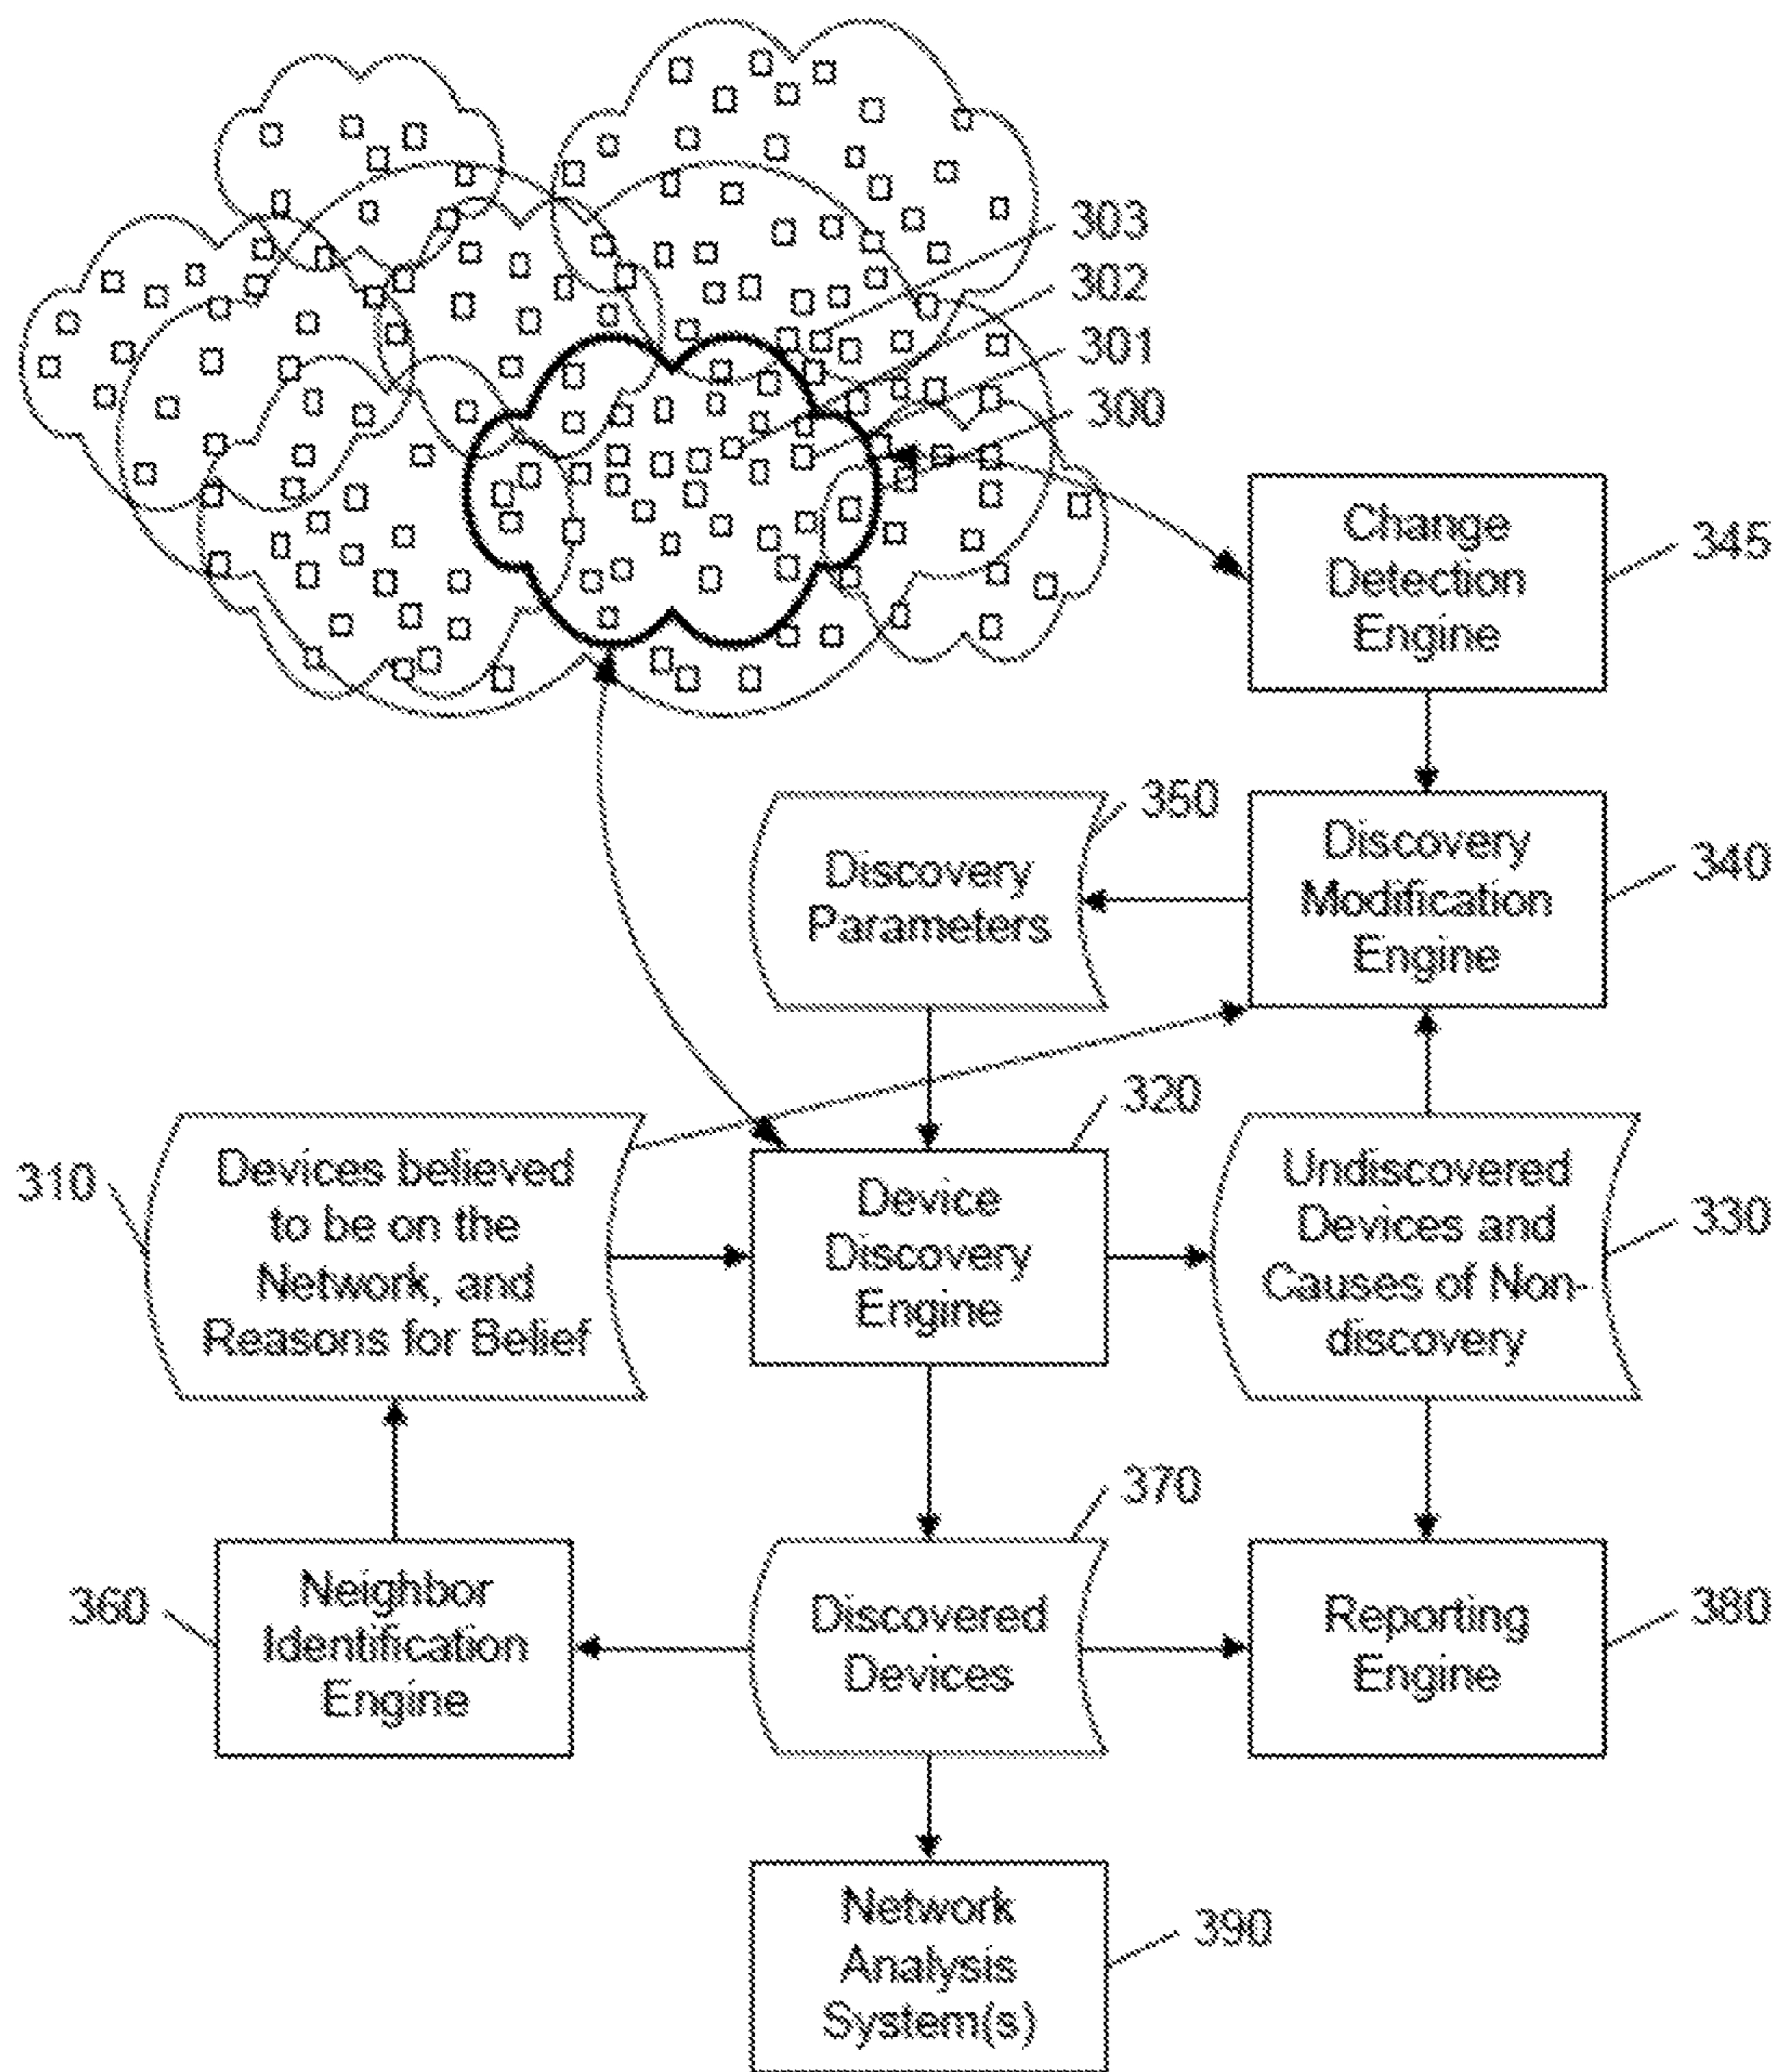 303
302
301
300
Change
Detection
Engine
345
350
Discovery
Parameters
Discovery
Modification
Engine
340
320
310
Devices believed
to be on the
Network, and
Reasons for Belief
Device
Discovery
Engine
Undiscovered
Devices and
Causes of Non-
discovery
330
370
360
Neighbor
Identification
Engine
Discovered
Devices
Reporting
Engine
380
Network
Analysis
System(s)
390